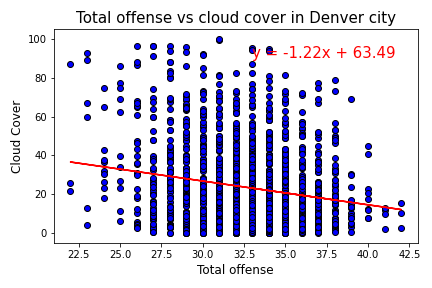 Total offense vs cloud cover in Denver city
y = -1.22x + 63.49
Cloud Cover
100
80
60
40
20
0
22.5 25.0 27.5 30.0 32.5 35.0 37.5 40.0 42.5
Total offense